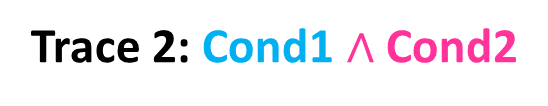 Trace 2: Cond1 ∧ Cond2